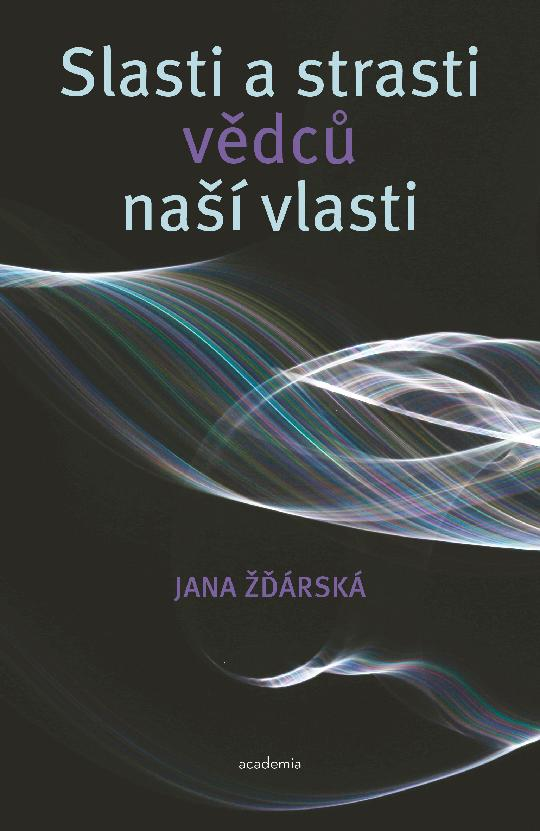 Slasti a strasti
vědců
naší vlasti
JANA ŽĎÁRSKÁ
academia